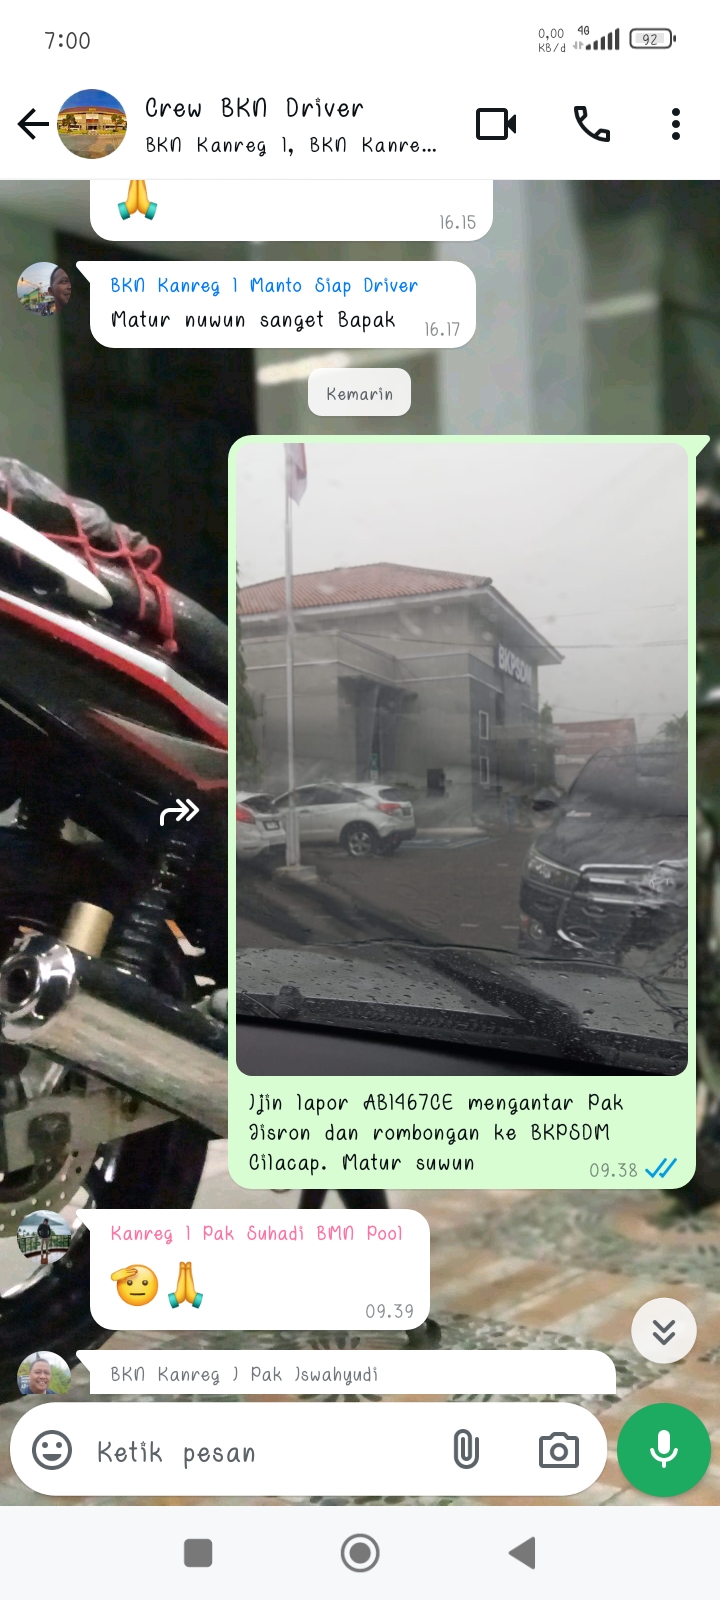 7:00
0,00
KB/d
4G
92
Crew BKN Driver
BKN Kanreg 1, BKN Kanre...
16.15
BKN Kanreg 1 Manto Siap Driver
Matur nuwun sanget Bapak 16.17
Kemarin
BKPSDM
Ijin lapor AB1467CE mengantar Pak
Jisron dan rombongan ke BKPSDM
Cilacap. Matur suwun 09.38
Kanreg 1 Pak Suhadi BMN Pool
09.39
BKN Kanreg I Pak Iswahyudi
Ketik pesan